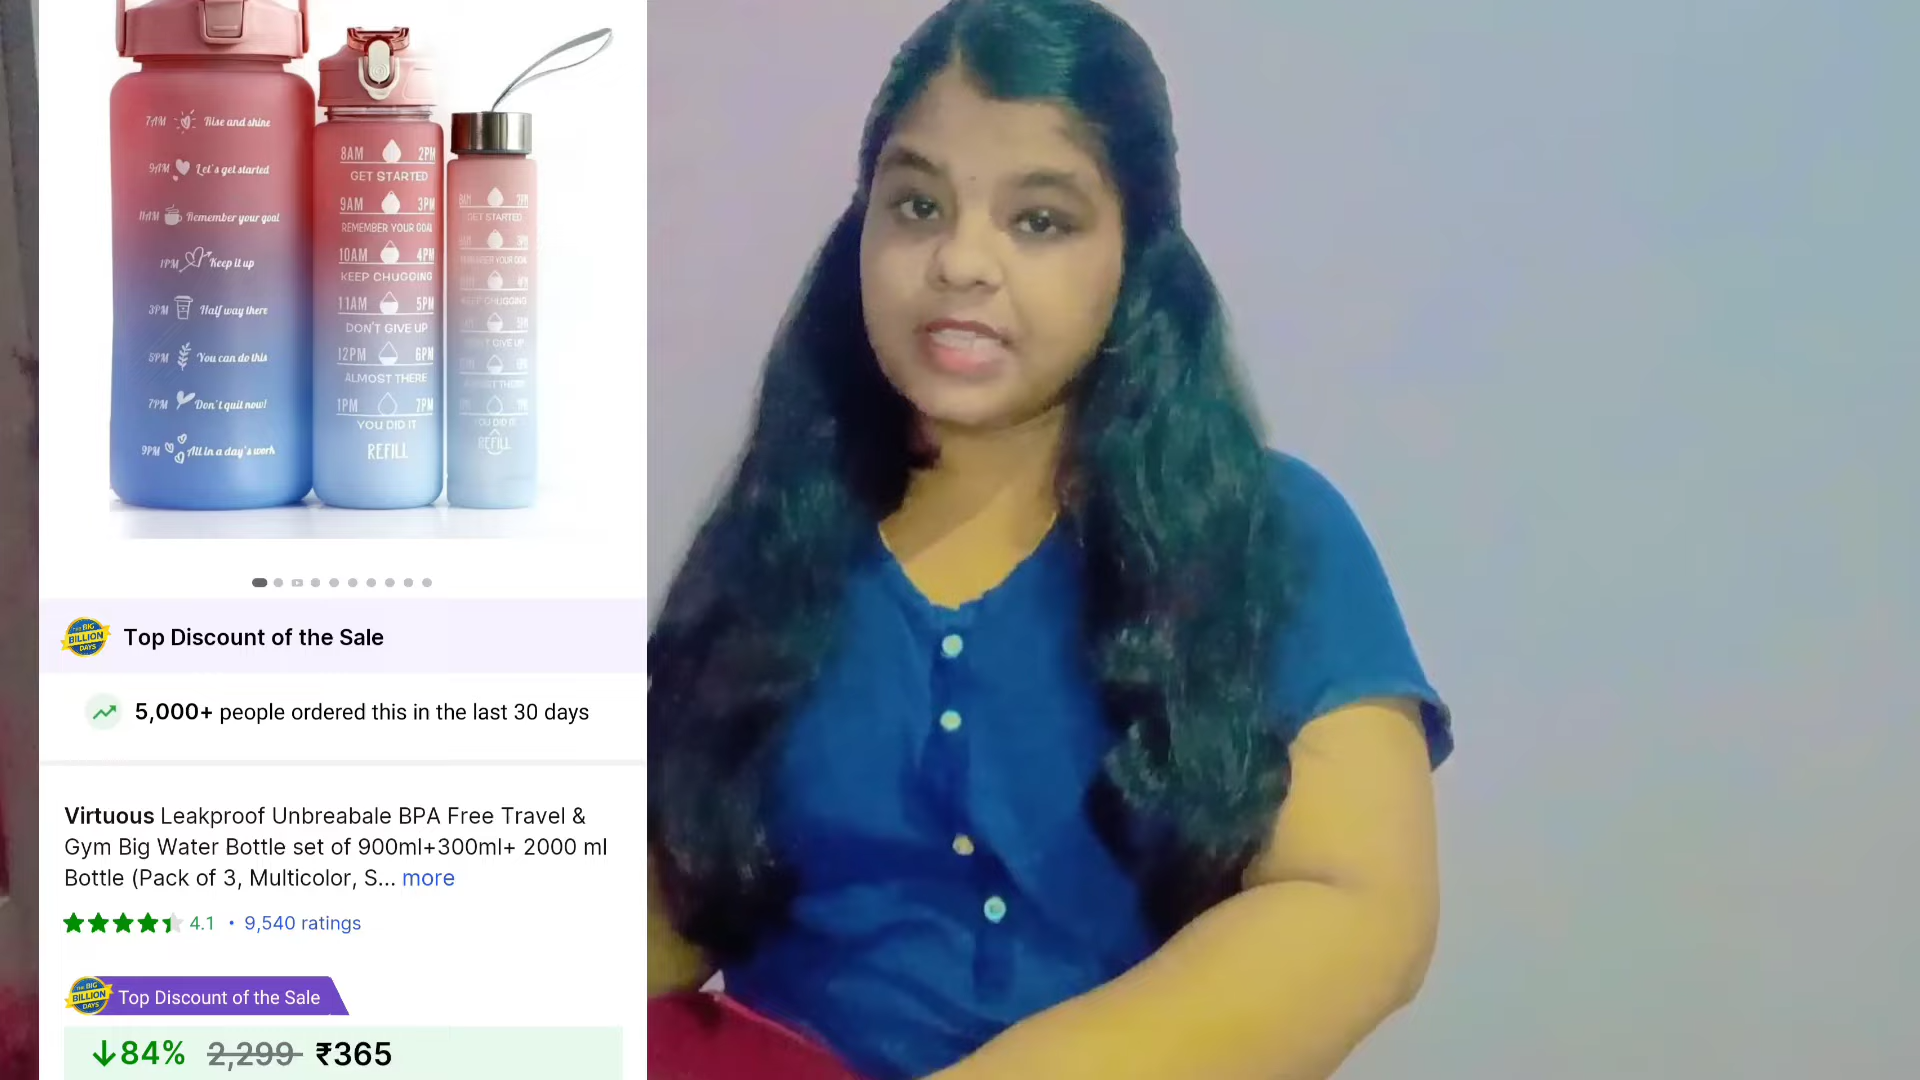 7AM Rise and shine
9AM Let's get started
11AM Remember your goal
1PM Keep it up
3PM Half way there
5PM You can do this
7PM Don't quit now!
9PM All in a day's work
8AM 2PM
GET STARTED
9AM 3PM
REMEMBER YOUR GOAL
10AM 4PM
KEEP CHUGGING
11AM 5PM
DON'T GIVE UP
12PM 6PM
ALMOST THERE
1PM 7PM
YOU DID IT
REFILL
GET STARTED
KEEP CHUGGING
YOU DID IT
REFILL
THE BIG
BILLION
DAYS
Top Discount of the Sale
5,000+ people ordered this in the last 30 days
Virtuous Leakproof Unbreabale BPA Free Travel &
Gym Big Water Bottle set of 900ml+300ml+ 2000 ml
Bottle (Pack of 3, Multicolor, S... more
4.1 • 9,540 ratings
THE BIG
BILLION
DAYS
Top Discount of the Sale
↓84% 2,299 ₹365